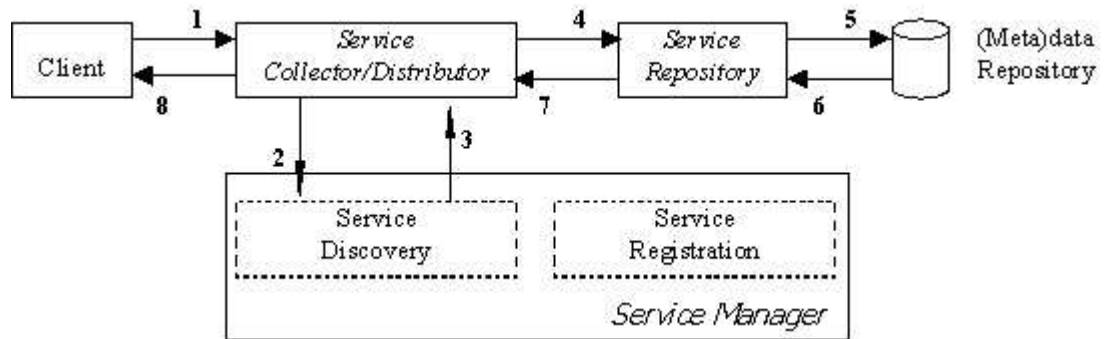 1
4
5
Client
Service
Collector/Distributor
Service
Repository
(Meta)data
Repository
8
7
6
2
3
Service
Discovery
Service
Registration
Service Manager